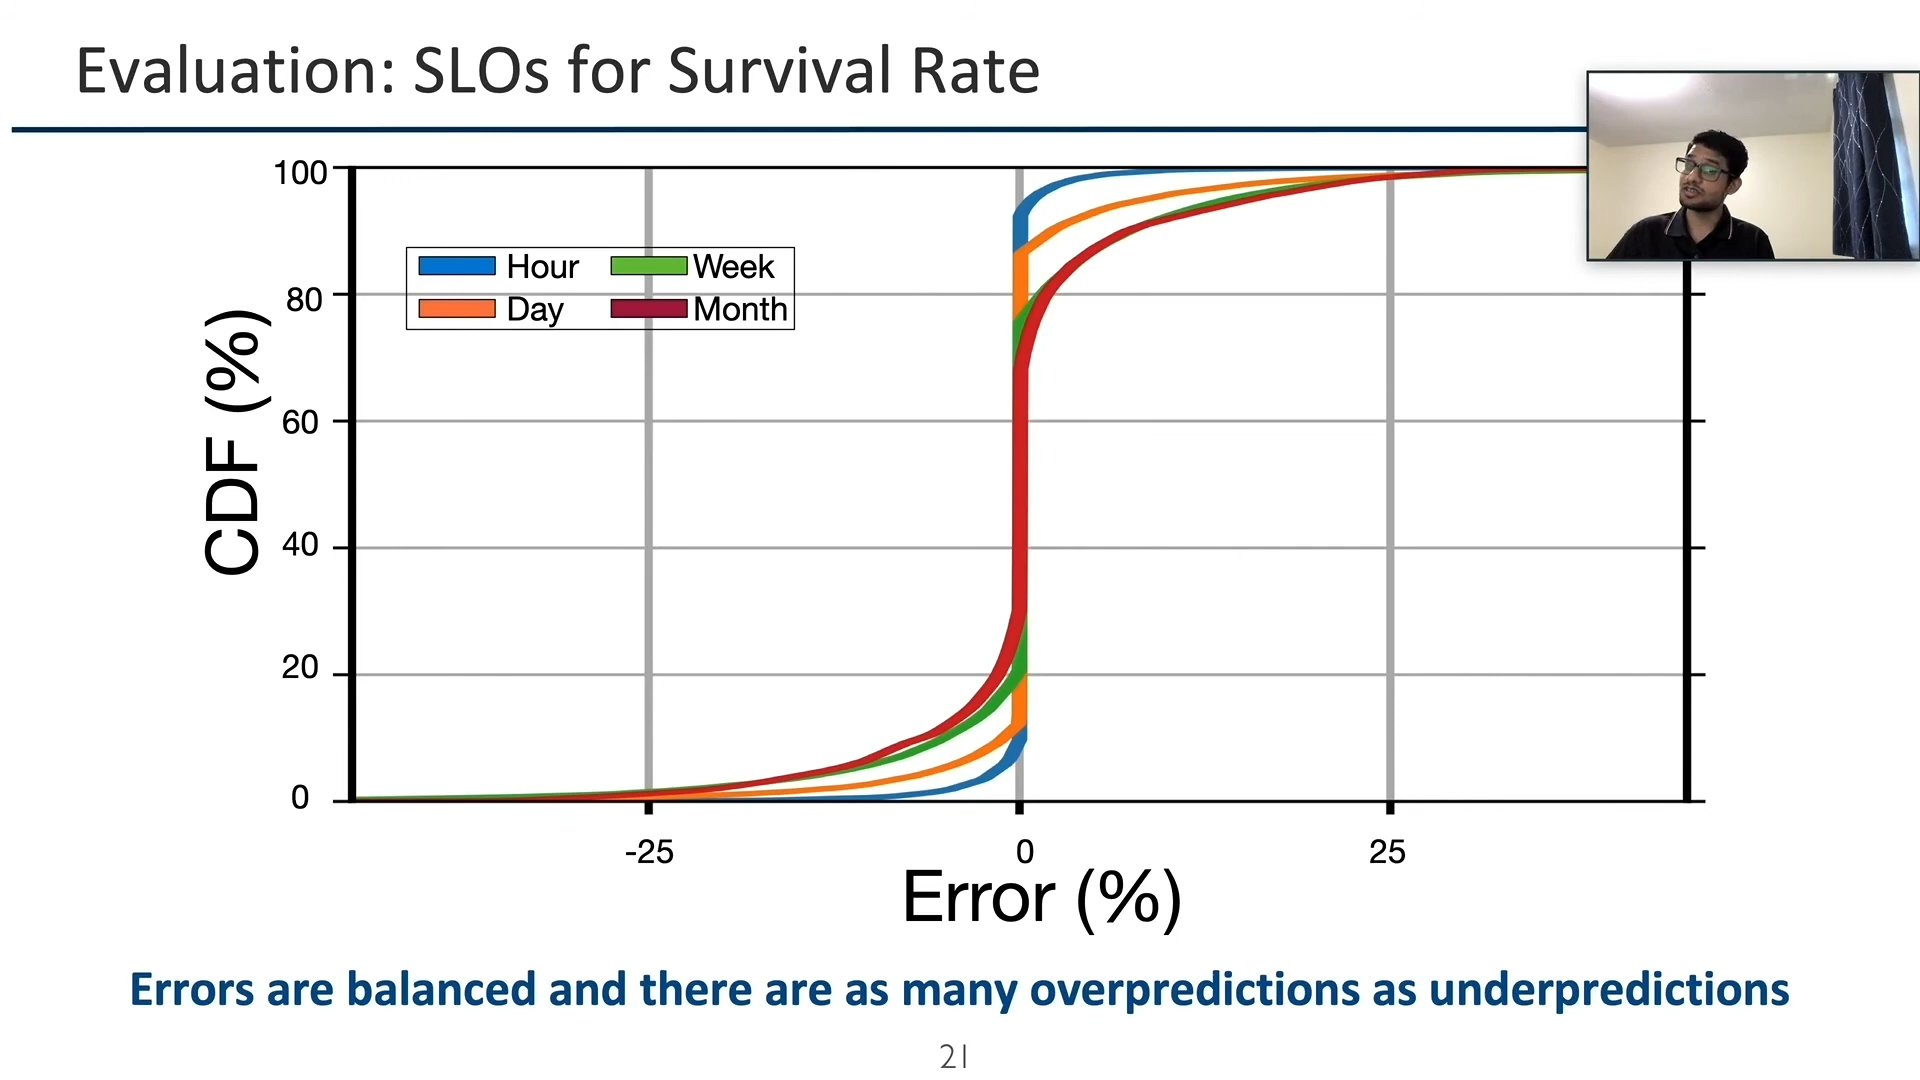 Evaluation: SLOs for Survival Rate
100
80
60
40
20
0
CDF (%)
Hour
Week
Day
Month
-25
0
25
Error (%)
Errors are balanced and there are as many overpredictions as underpredictions
21